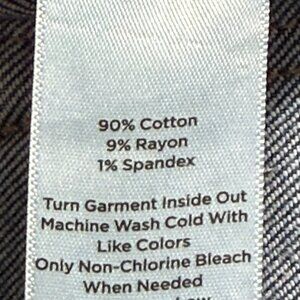 90% Cotton
9% Rayon
1% Spandex
Turn Garment Inside Out
Machine Wash Cold With
Like Colors
Only Non-Chlorine Bleach
When Needed